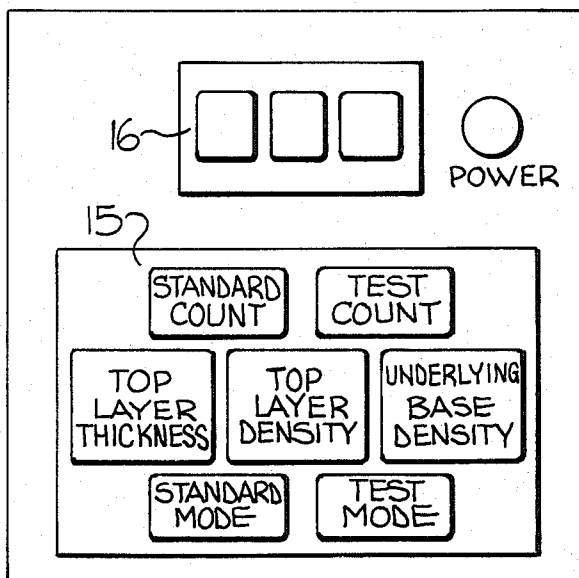 16
POWER
15
STANDARD
COUNT
TEST
COUNT
TOP
LAYER
THICKNESS
TOP
LAYER
DENSITY
UNDERLYING
BASE
DENSITY
STANDARD
MODE
TEST
MODE